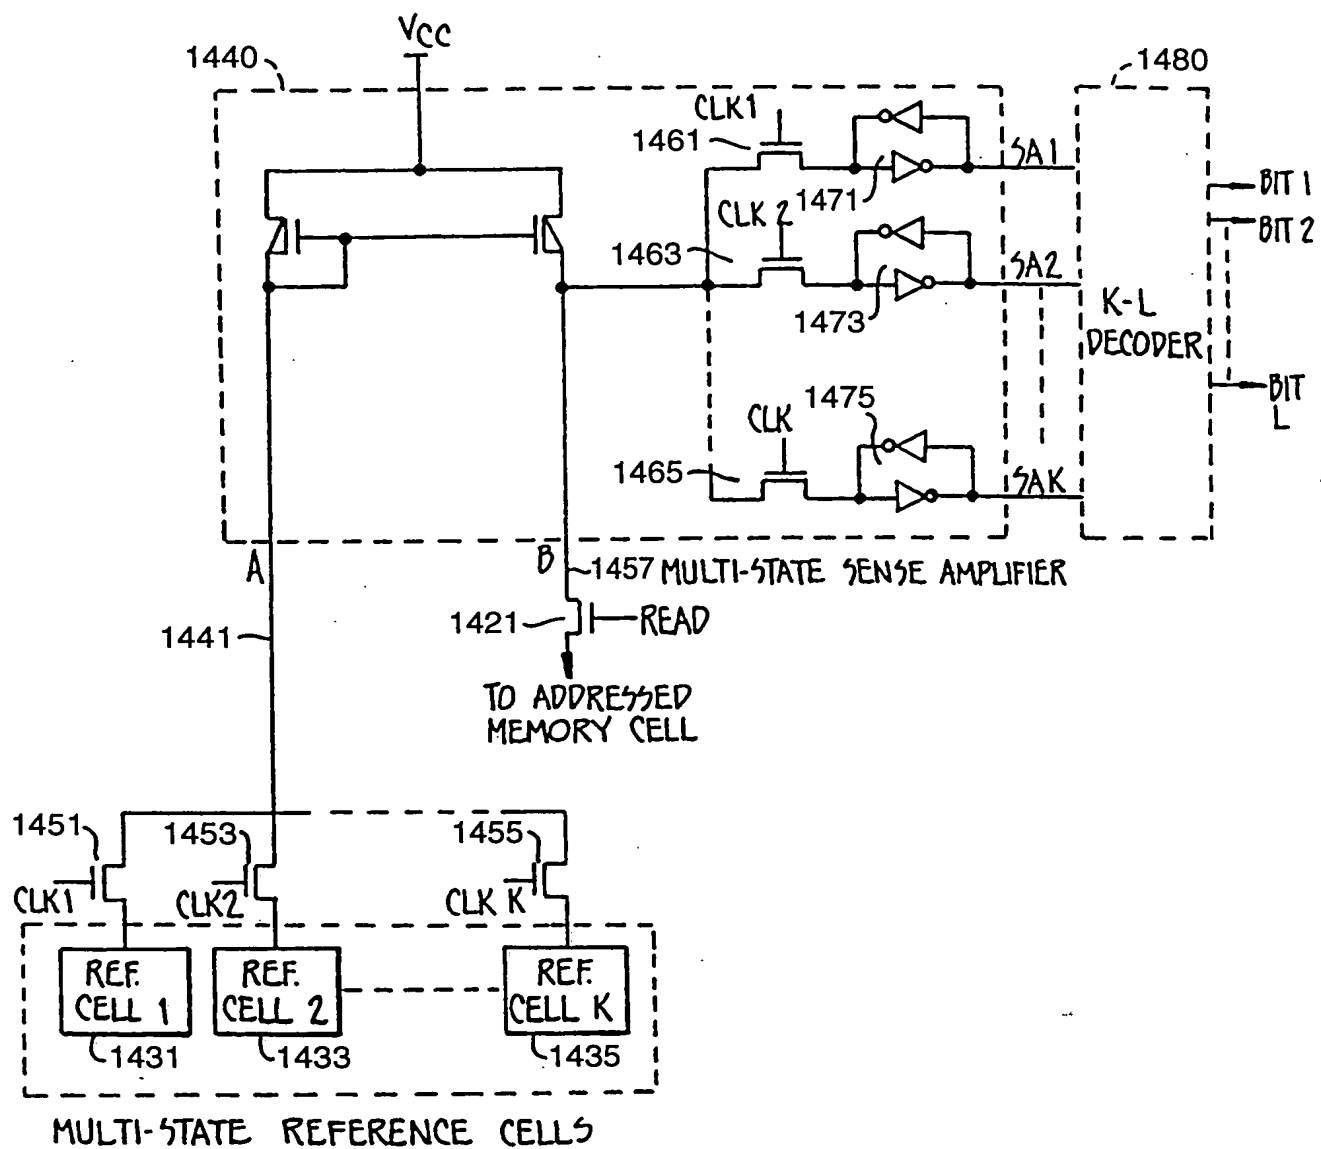 VCC
1440
1480
CLK1
1461
SA1
1471
BIT 1
CLK 2
BIT 2
1463
SA2
1473
K-L
DECODER
1475
BIT
L
CLK
1465
SAK
A
B
1457
MULTI-STATE SENSE AMPLIFIER
1421
READ
1441
TO ADDRESSED
MEMORY CELL
1451
1453
1455
CLK1
CLK2
CLK K
REF.
CELL 1
REF.
CELL 2
REF.
CELL K
1431
1433
1435
MULTI-STATE REFERENCE CELLS